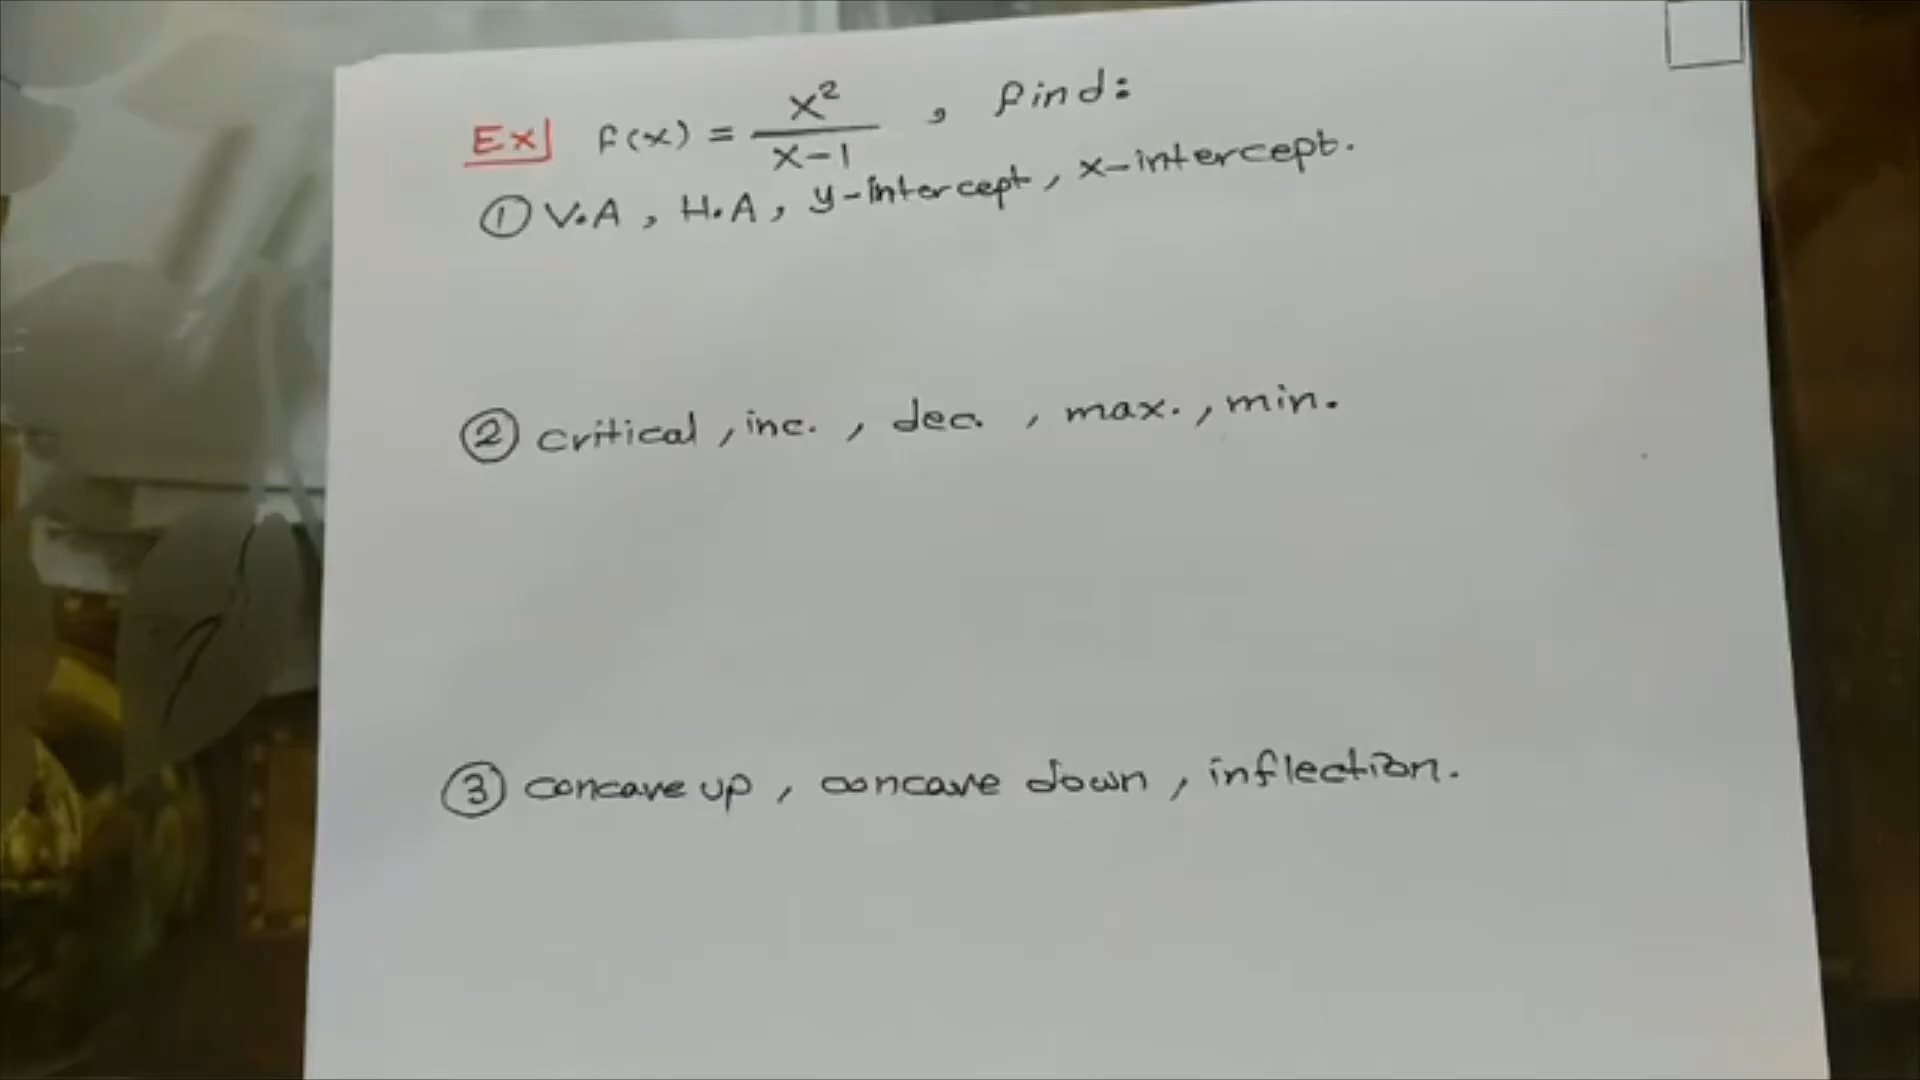 Ex] f(x) = x²/(x-1) , find:
① V.A , H.A , y-intercept , x-intercept.
② critical , inc. , dec. , max. , min.
③ concave up , concave down , inflection.